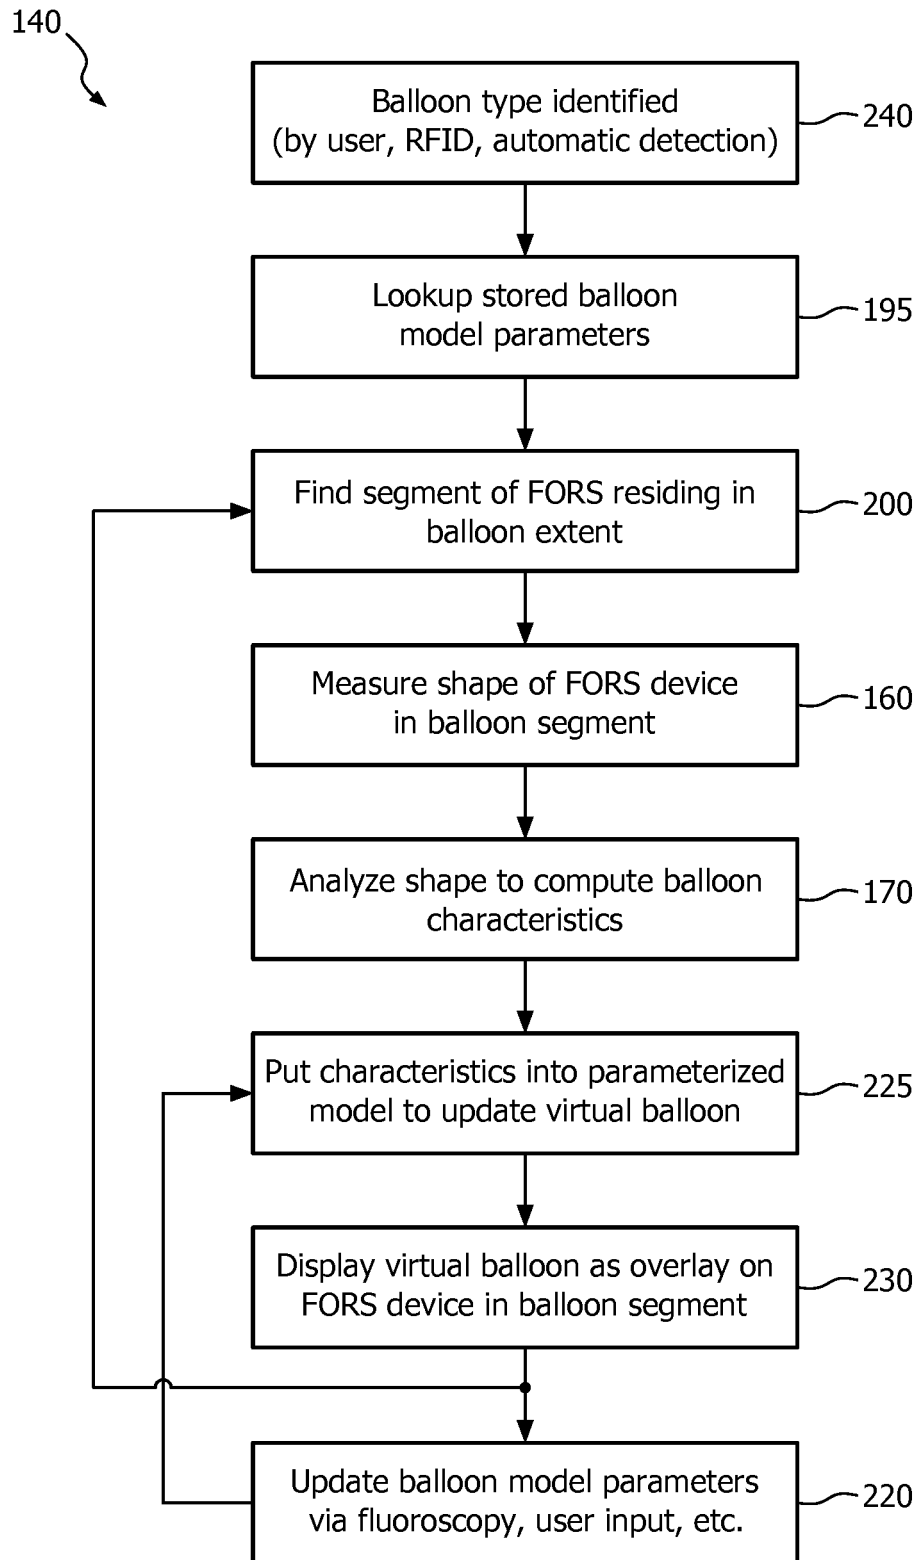 140
Balloon type identified
(by user, RFID, automatic detection)
240
Lookup stored balloon
model parameters
195
Find segment of FORS residing in
balloon extent
200
Measure shape of FORS device
in balloon segment
160
Analyze shape to compute balloon
characteristics
170
Put characteristics into parameterized
model to update virtual balloon
225
Display virtual balloon as overlay on
FORS device in balloon segment
230
Update balloon model parameters
via fluoroscopy, user input, etc.
220